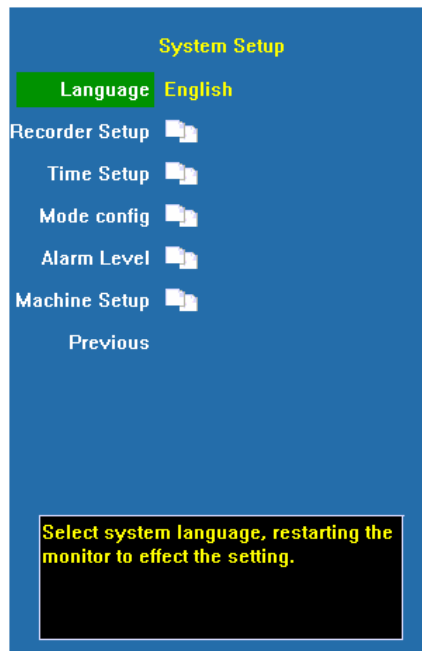 System Setup
Language English
Recorder Setup
Time Setup
Mode config
Alarm Level
Machine Setup
Previous
Select system language, restarting the
monitor to effect the setting.